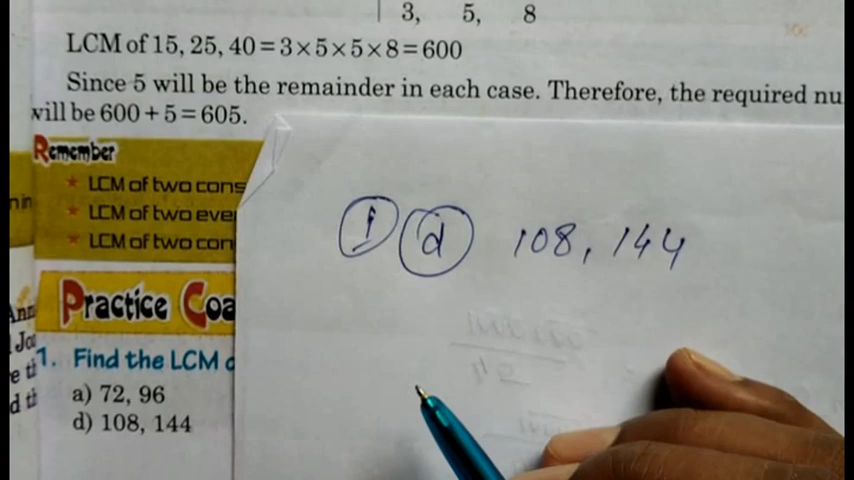 3, 5, 8
LCM of 15, 25, 40 = 3 × 5 × 5 × 8 = 600
Since 5 will be the remainder in each case. Therefore, the required nu
will be 600 + 5 = 605.
Remember
LCM of two cons
LCM of two ever
LCM of two con
1 d 108, 144
Practice Coa
1. Find the LCM o
a) 72, 96
d) 108, 144